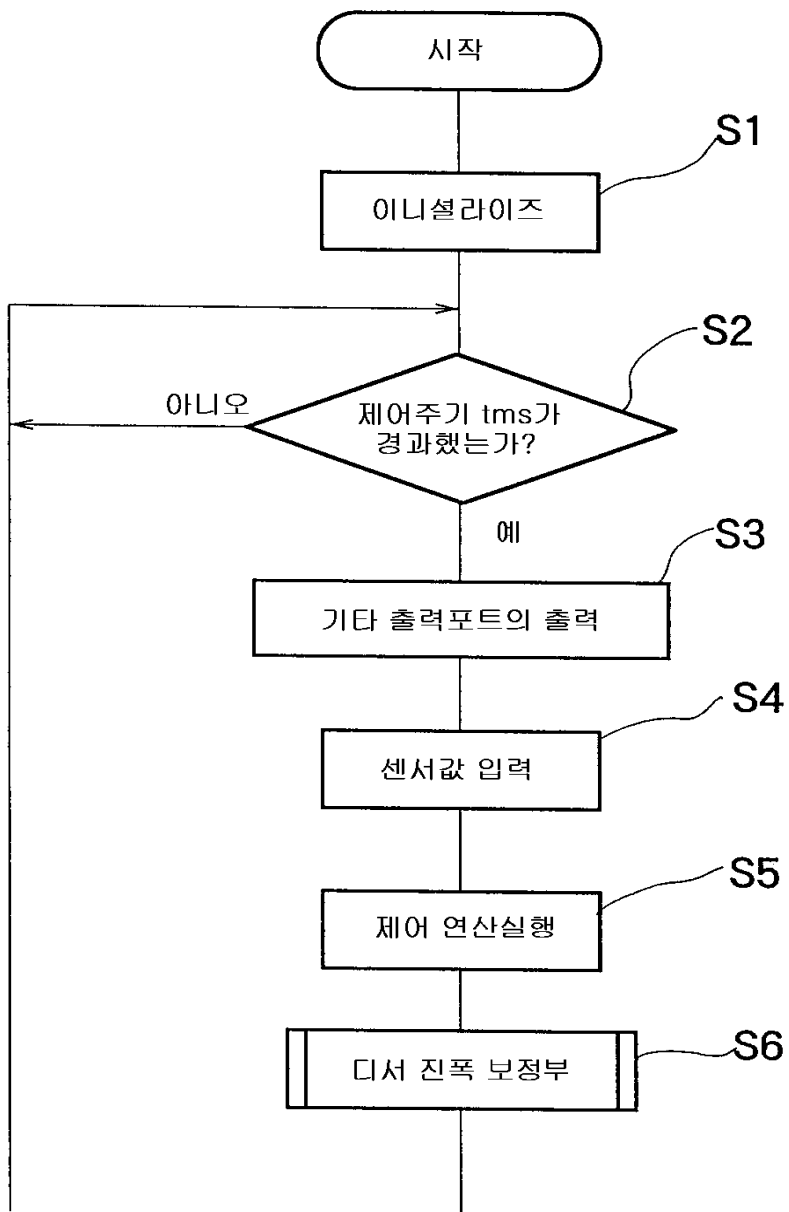 시작
S1
이니셜라이즈
S2
아니오
제어주기 tms가
경과했는가?
예
S3
기타 출력포트의 출력
S4
센서값 입력
S5
제어 연산실행
S6
디서 진폭 보정부